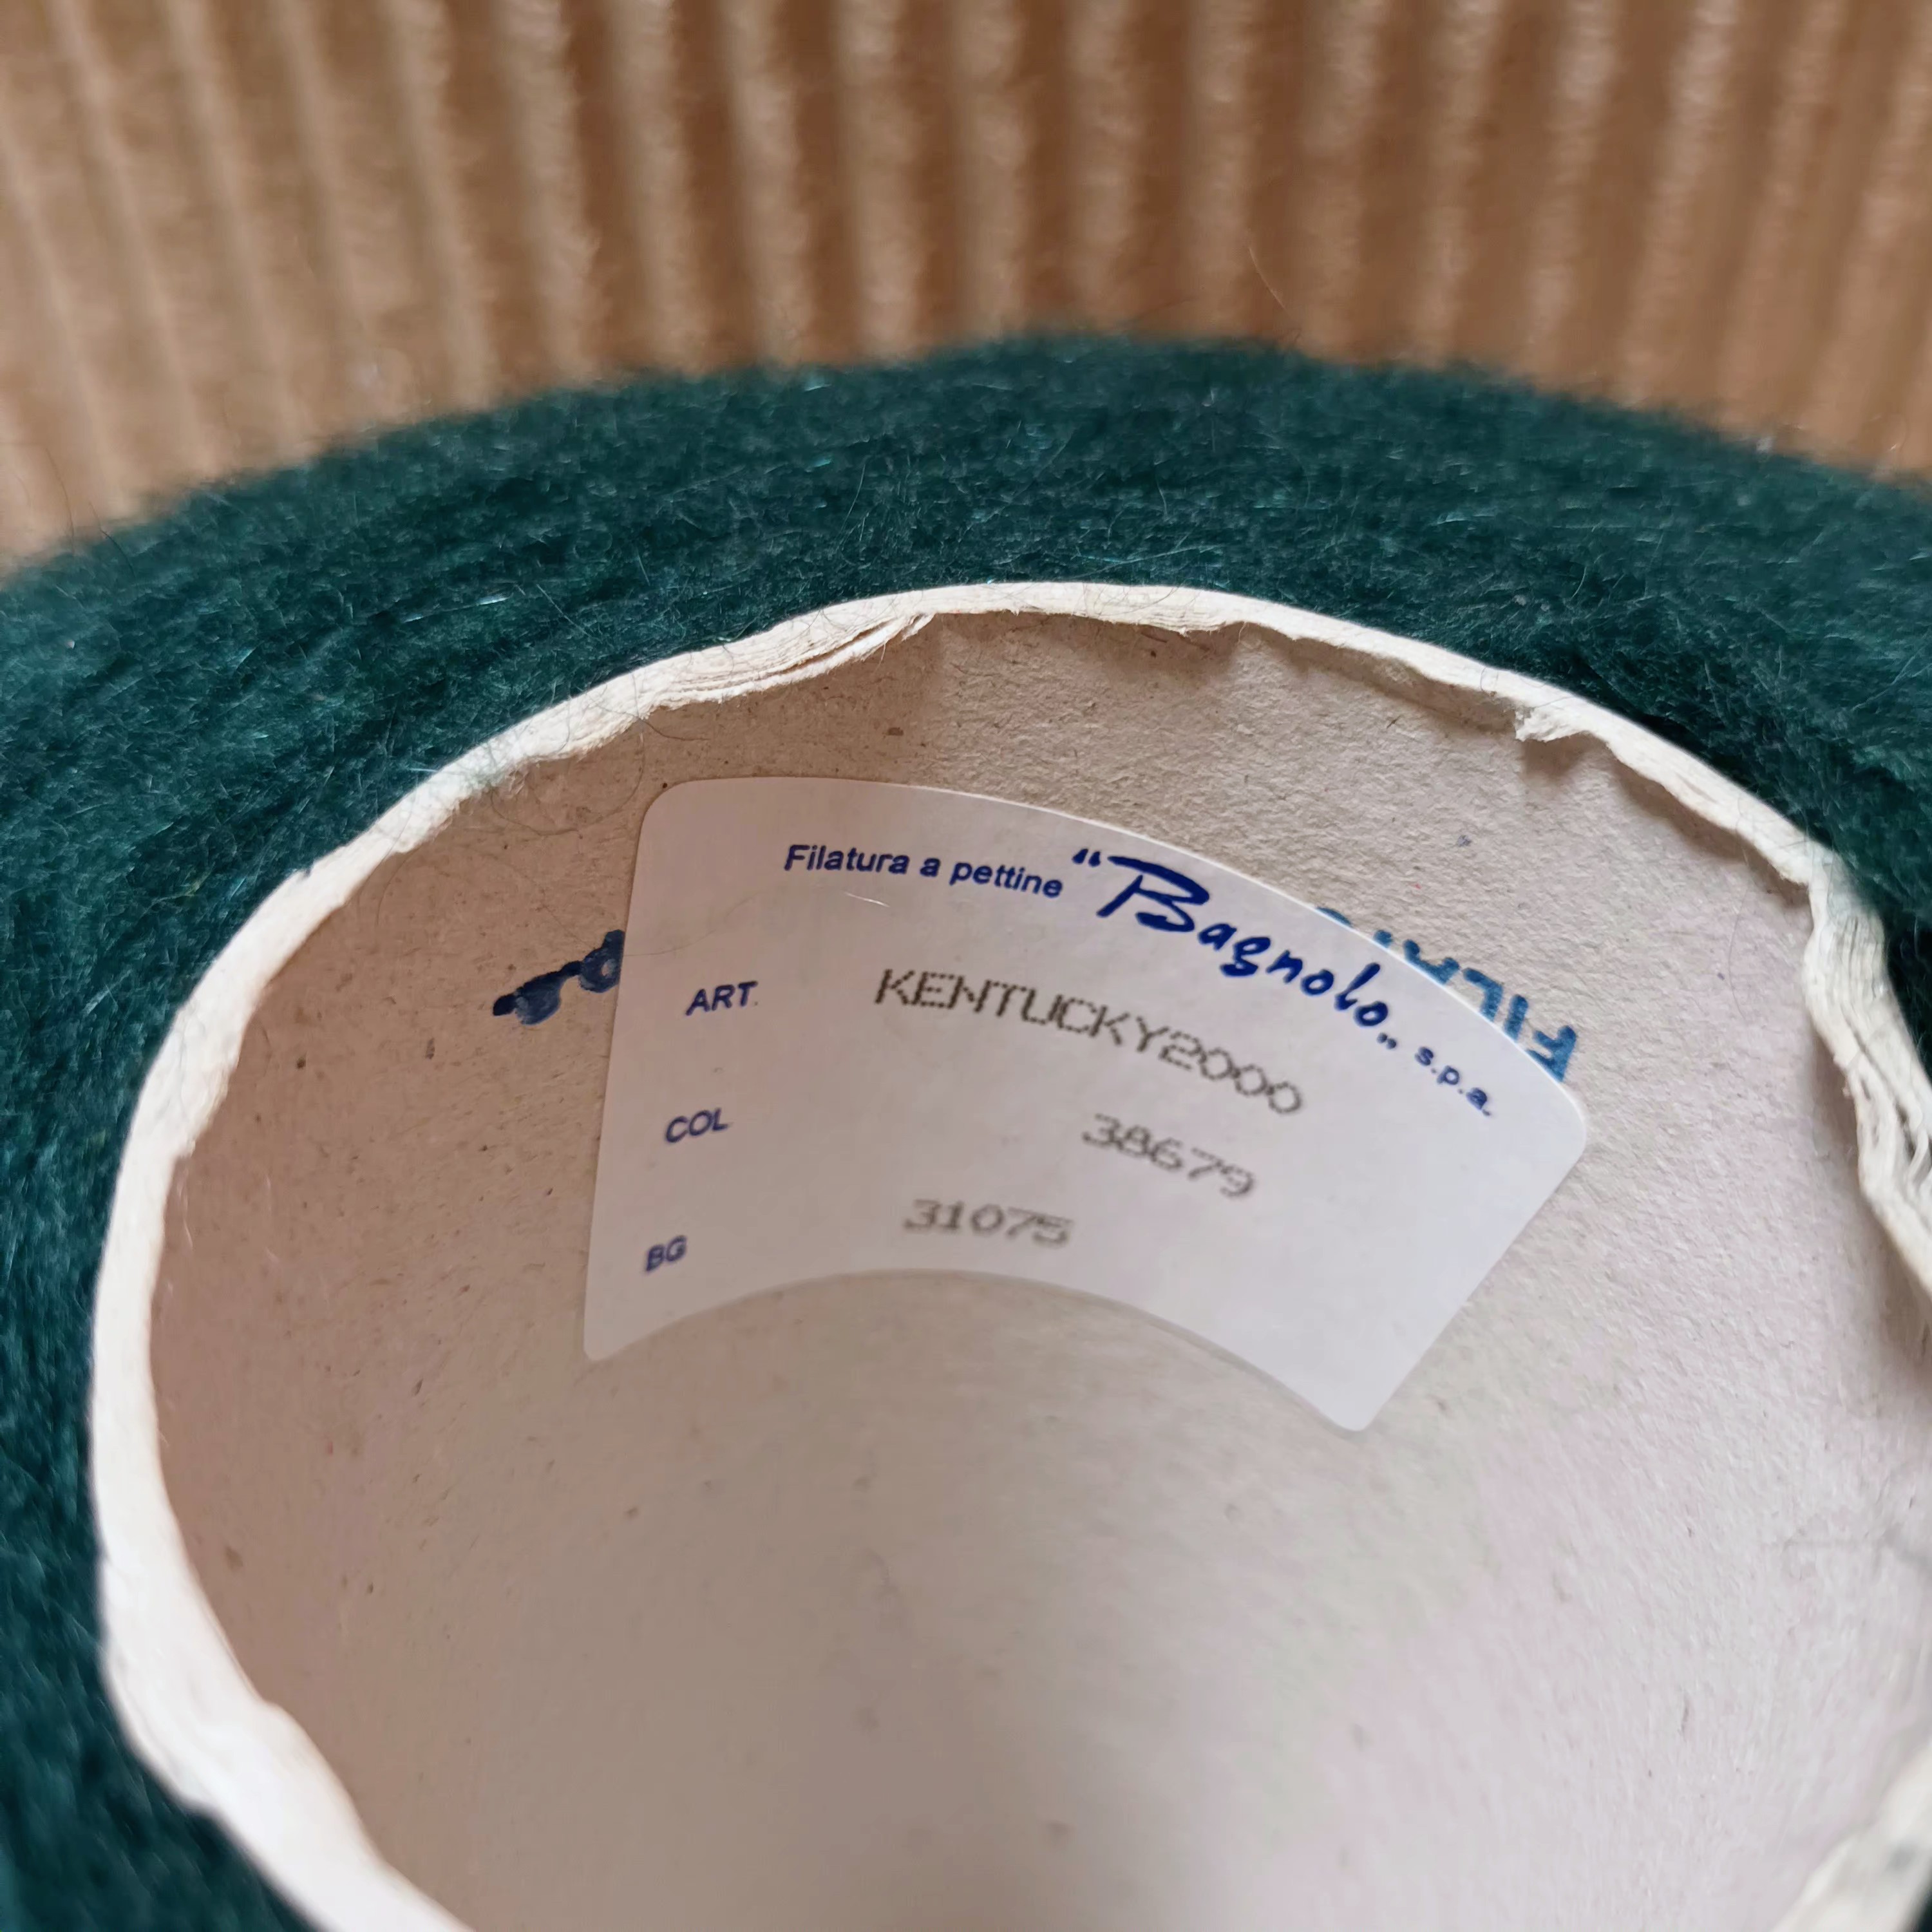 Filatura a pettine "Bagnolo" s.p.a.
ART. KENTUCKY2000
COL 38679
BG 31075